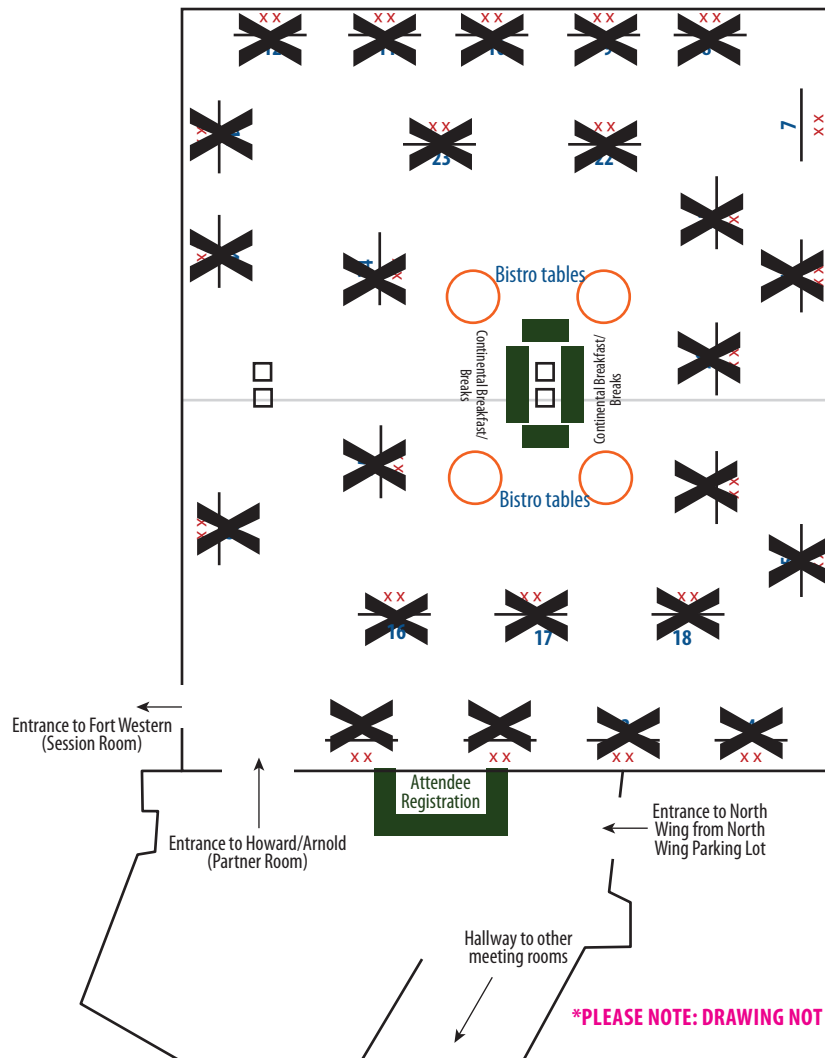 x x
x x
x x
x x
x x
7
x x
x x
23
x x
22
Bistro tables
Continental Breakfast/
Breaks
Continental Breakfast/
Breaks
Bistro tables
x x
16
x x
17
x x
18
x x
x x
x x
x x
Entrance to Fort Western
(Session Room)
Attendee
Registration
Entrance to Howard/Arnold
(Partner Room)
Entrance to North
Wing from North
Wing Parking Lot
Hallway to other
meeting rooms
*PLEASE NOTE: DRAWING NOT